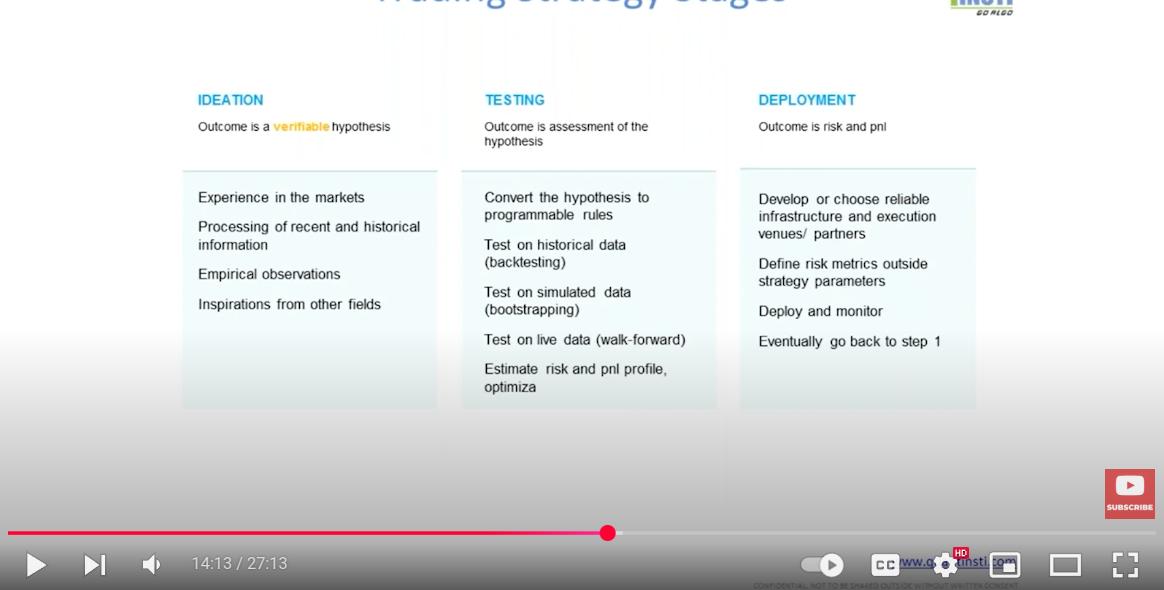 Trading Strategy Stages
INSTI
GO ALGO
IDEATION
Outcome is a verifiable hypothesis
Experience in the markets
Processing of recent and historical
information
Empirical observations
Inspirations from other fields
TESTING
Outcome is assessment of the
hypothesis
Convert the hypothesis to
programmable rules
Test on historical data
(backtesting)
Test on simulated data
(bootstrapping)
Test on live data (walk-forward)
Estimate risk and pnl profile,
optimiza
DEPLOYMENT
Outcome is risk and pnl
Develop or choose reliable
infrastructure and execution
venues/ partners
Define risk metrics outside
strategy parameters
Deploy and monitor
Eventually go back to step 1
SUBSCRIBE
14:13 / 27:13
CC
HD
CONFIDENTIAL. NOT TO BE SHARED OUTSIDE WITHOUT WRITTEN CONSENT